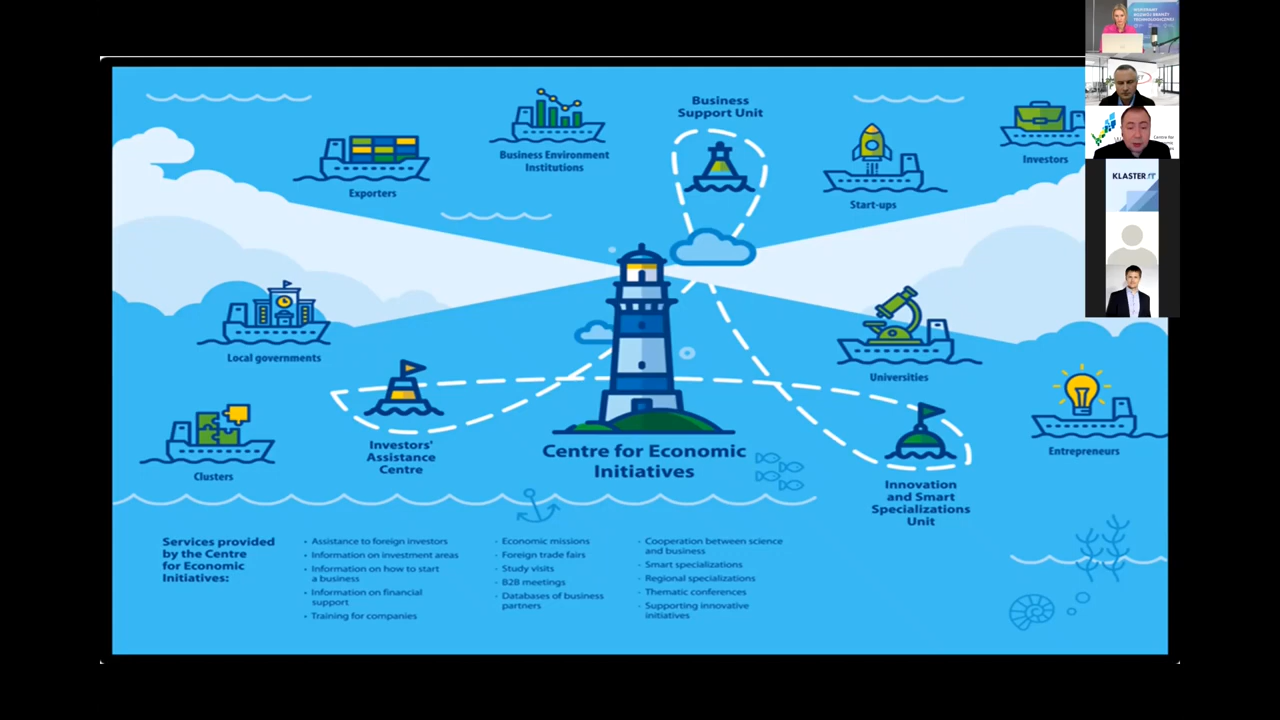 Business
Support Unit
Exporters
Business Environment
Institutions
Start-ups
Investors
Local governments
Universities
Clusters
Investors'
Assistance
Centre
Centre for Economic
Initiatives
Innovation
and Smart
Specializations
Unit
Entrepreneurs
Services provided
by the Centre
for Economic
Initiatives:
• Assistance to foreign investors
• Information on investment areas
• Information on how to start
a business
• Information on financial
support
• Training for companies
- Economic missions
- Foreign trade fairs
- Study visits
- B2B meetings
- Databases of business
partners
- Cooperation between science
and business
- Smart specializations
- Regional specializations
- Thematic conferences
- Supporting innovative
initiatives
KLASTER IT
Centre for